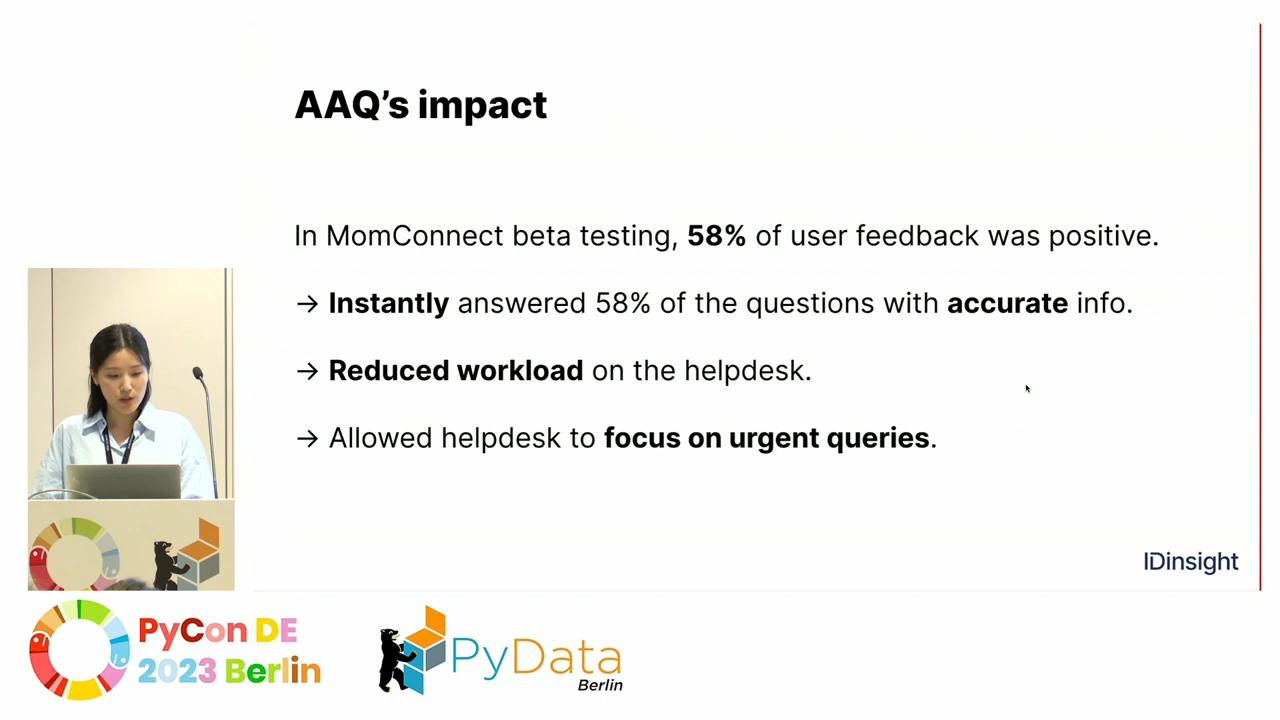 AAQ’s impact
In MomConnect beta testing, 58% of user feedback was positive.
→ Instantly answered 58% of the questions with accurate info.
→ Reduced workload on the helpdesk.
→ Allowed helpdesk to focus on urgent queries.
IDinsight
PyCon DE
2023 Berlin
PyData
Berlin